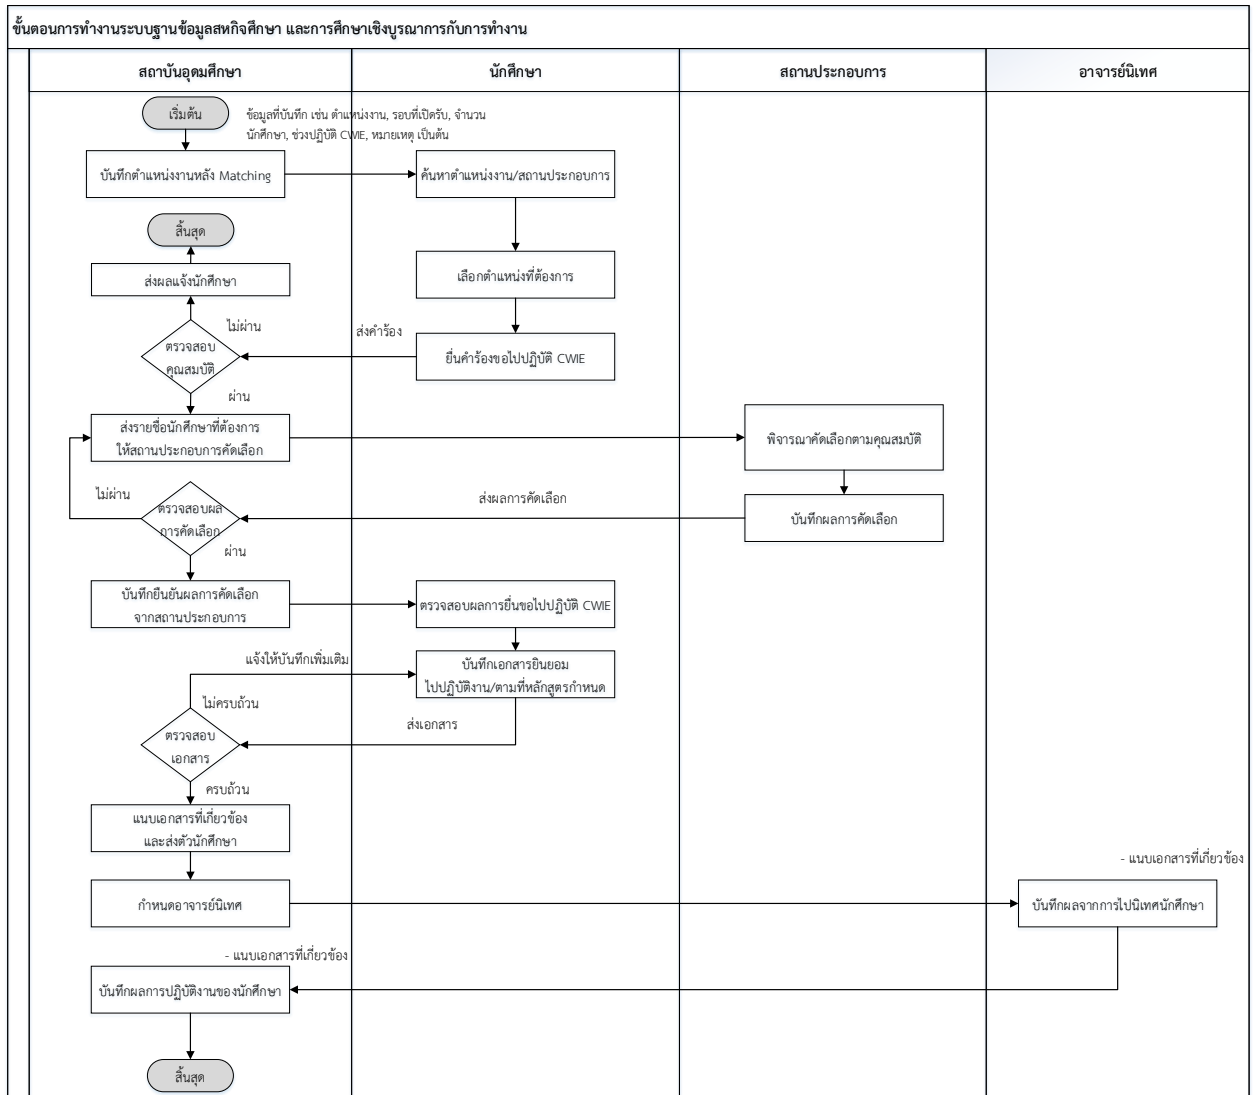 ขั้นตอนการทำงานระบบฐานข้อมูลสหกิจศึกษา และการศึกษาเชิงบูรณาการกับการทำงาน
สถาบันอุดมศึกษา
นักศึกษา
สถานประกอบการ
อาจารย์นิเทศ
เริ่มต้น
ข้อมูลที่บันทึก เช่น ตำแหน่งงาน, รอบที่เปิดรับ, จำนวน
นักศึกษา, ช่วงปฏิบัติ CWIE, หมายเหตุ เป็นต้น
บันทึกตำแหน่งงานหลัง Matching
ค้นหาตำแหน่งงาน/สถานประกอบการ
สิ้นสุด
ส่งผลแจ้งนักศึกษา
เลือกตำแหน่งที่ต้องการ
ไม่ผ่าน
ส่งคำร้อง
ตรวจสอบ
คุณสมบัติ
ยื่นคำร้องขอไปปฏิบัติ CWIE
ผ่าน
ส่งรายชื่อนักศึกษาที่ต้องการ
ให้สถานประกอบการคัดเลือก
พิจารณาคัดเลือกตามคุณสมบัติ
ไม่ผ่าน
ส่งผลการคัดเลือก
ตรวจสอบผล
การคัดเลือก
บันทึกผลการคัดเลือก
ผ่าน
บันทึกยืนยันผลการคัดเลือก
จากสถานประกอบการ
ตรวจสอบผลการยื่นขอไปปฏิบัติ CWIE
แจ้งให้บันทึกเพิ่มเติม
บันทึกเอกสารยินยอม
ไปปฏิบัติงาน/ตามที่หลักสูตรกำหนด
ไม่ครบถ้วน
ส่งเอกสาร
ตรวจสอบ
เอกสาร
ครบถ้วน
แนบเอกสารที่เกี่ยวข้อง
และส่งตัวนักศึกษา
- แนบเอกสารที่เกี่ยวข้อง
กำหนดอาจารย์นิเทศ
บันทึกผลจากการไปนิเทศนักศึกษา
- แนบเอกสารที่เกี่ยวข้อง
บันทึกผลการปฏิบัติงานของนักศึกษา
สิ้นสุด